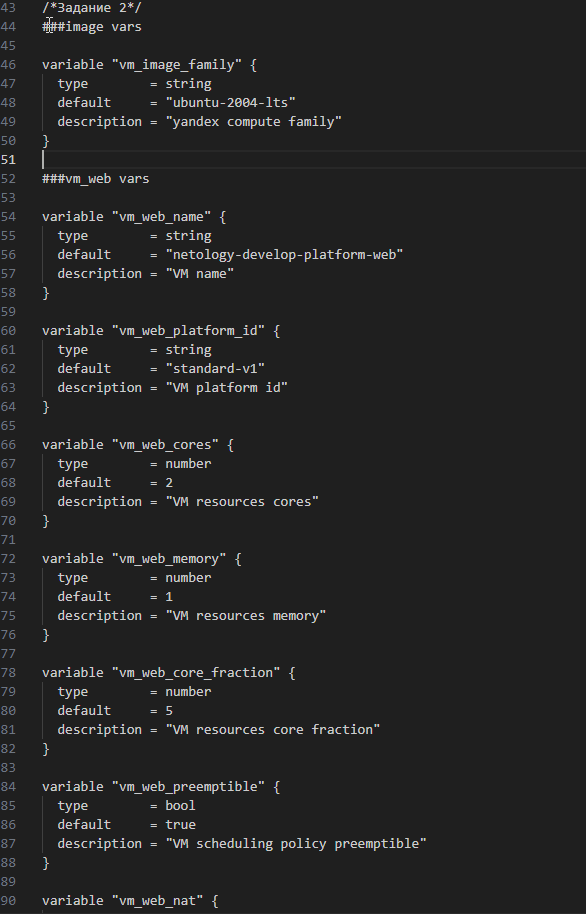 43 /*Задание 2*/
44 ###image vars
45
46 variable "vm_image_family" {
47   type        = string
48   default     = "ubuntu-2004-lts"
49   description = "yandex compute family"
50 }
51
52 ###vm_web vars
53
54 variable "vm_web_name" {
55   type        = string
56   default     = "netology-develop-platform-web"
57   description = "VM name"
58 }
59
60 variable "vm_web_platform_id" {
61   type        = string
62   default     = "standard-v1"
63   description = "VM platform id"
64 }
65
66 variable "vm_web_cores" {
67   type        = number
68   default     = 2
69   description = "VM resources cores"
70 }
71
72 variable "vm_web_memory" {
73   type        = number
74   default     = 1
75   description = "VM resources memory"
76 }
77
78 variable "vm_web_core_fraction" {
79   type        = number
80   default     = 5
81   description = "VM resources core fraction"
82 }
83
84 variable "vm_web_preemptible" {
85   type        = bool
86   default     = true
87   description = "VM scheduling policy preemptible"
88 }
89
90 variable "vm_web_nat" {